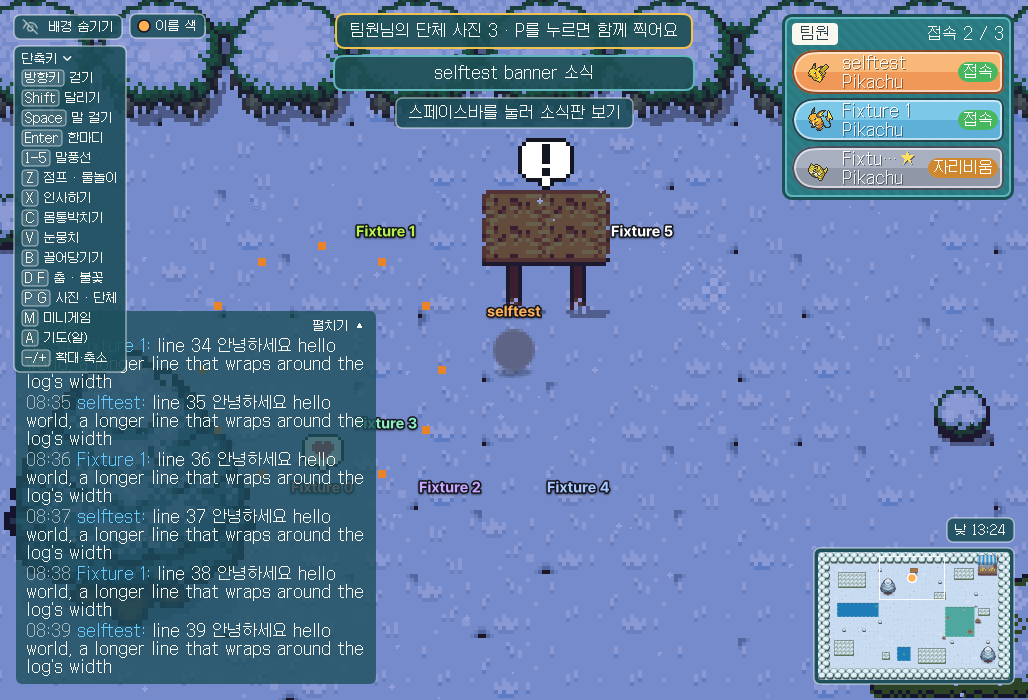 배경 숨기기
이름 색
단축키
방향키 걷기
Shift 달리기
Space 말 걸기
Enter 한마디
1-5 말풍선
Z 점프 · 물놀이
X 인사하기
C 몸통박치기
V 눈뭉치
B 끌어당기기
D F 춤 · 불꽃
P G 사진 · 단체
M 미니게임
A 기도(알)
-/+ 확대·축소
팀원님의 단체 사진 3 · P를 누르면 함께 찍어요
selftest banner 소식
스페이스바를 눌러 소식판 보기
팀원 접속 2 / 3
selftest
Pikachu
접속
Fixture 1
Pikachu
접속
Fixtu…
Pikachu
자리비움
!
Fixture 1
Fixture 5
selftest
Fixture 3
Fixture 0
Fixture 2
Fixture 4
펼치기 ▲
1: line 34 안녕하세요 hello
ger line that wraps around the
log's width
08:35 selftest: line 35 안녕하세요 hello
world, a longer line that wraps around the
log's width
08:36 Fixture 1: line 36 안녕하세요 hello
world, a longer line that wraps around the
log's width
08:37 selftest: line 37 안녕하세요 hello
world, a longer line that wraps around the
log's width
08:38 Fixture 1: line 38 안녕하세요 hello
world, a longer line that wraps around the
log's width
08:39 selftest: line 39 안녕하세요 hello
world, a longer line that wraps around the
log's width
낮 13:24